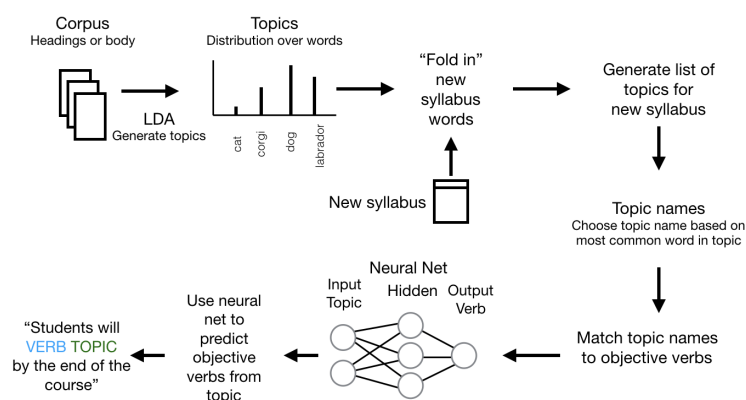 Corpus
Headings or body
LDA
Generate topics
Topics
Distribution over words
cat
corgi
dog
labrador
“Fold in”
new
syllabus
words
New syllabus
Generate list of
topics for
new syllabus
Topic names
Choose topic name based on
most common word in topic
Match topic names
to objective verbs
Neural Net
Input
Topic
Hidden
Output
Verb
Use neural
net to
predict
objective
verbs from
topic
“Students will
VERB TOPIC
by the end of the
course”